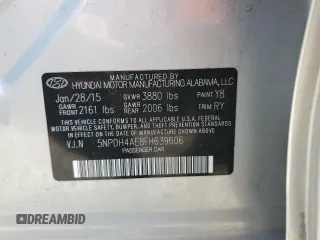 MANUFACTURED BY
HYUNDAI MOTOR MANUFACTURING ALABAMA, LLC
Jan/28/15 GVWR 3880 lbs PAINT Y8
GAWR FRONT 2161 lbs GAWR REAR 2006 lbs TRIM RY
THIS VEHICLE CONFORMS TO ALL APPLICABLE U.S. FEDERAL MOTOR VEHICLE SAFETY, BUMPER, AND THEFT PREVENTION STANDARDS IN EFFECT ON THE DATE OF MANUFACTURE SHOWN ABOVE.
V.I.N 5NPDH4AE8FH639606
PASSENGER CAR
CLEARBIDID